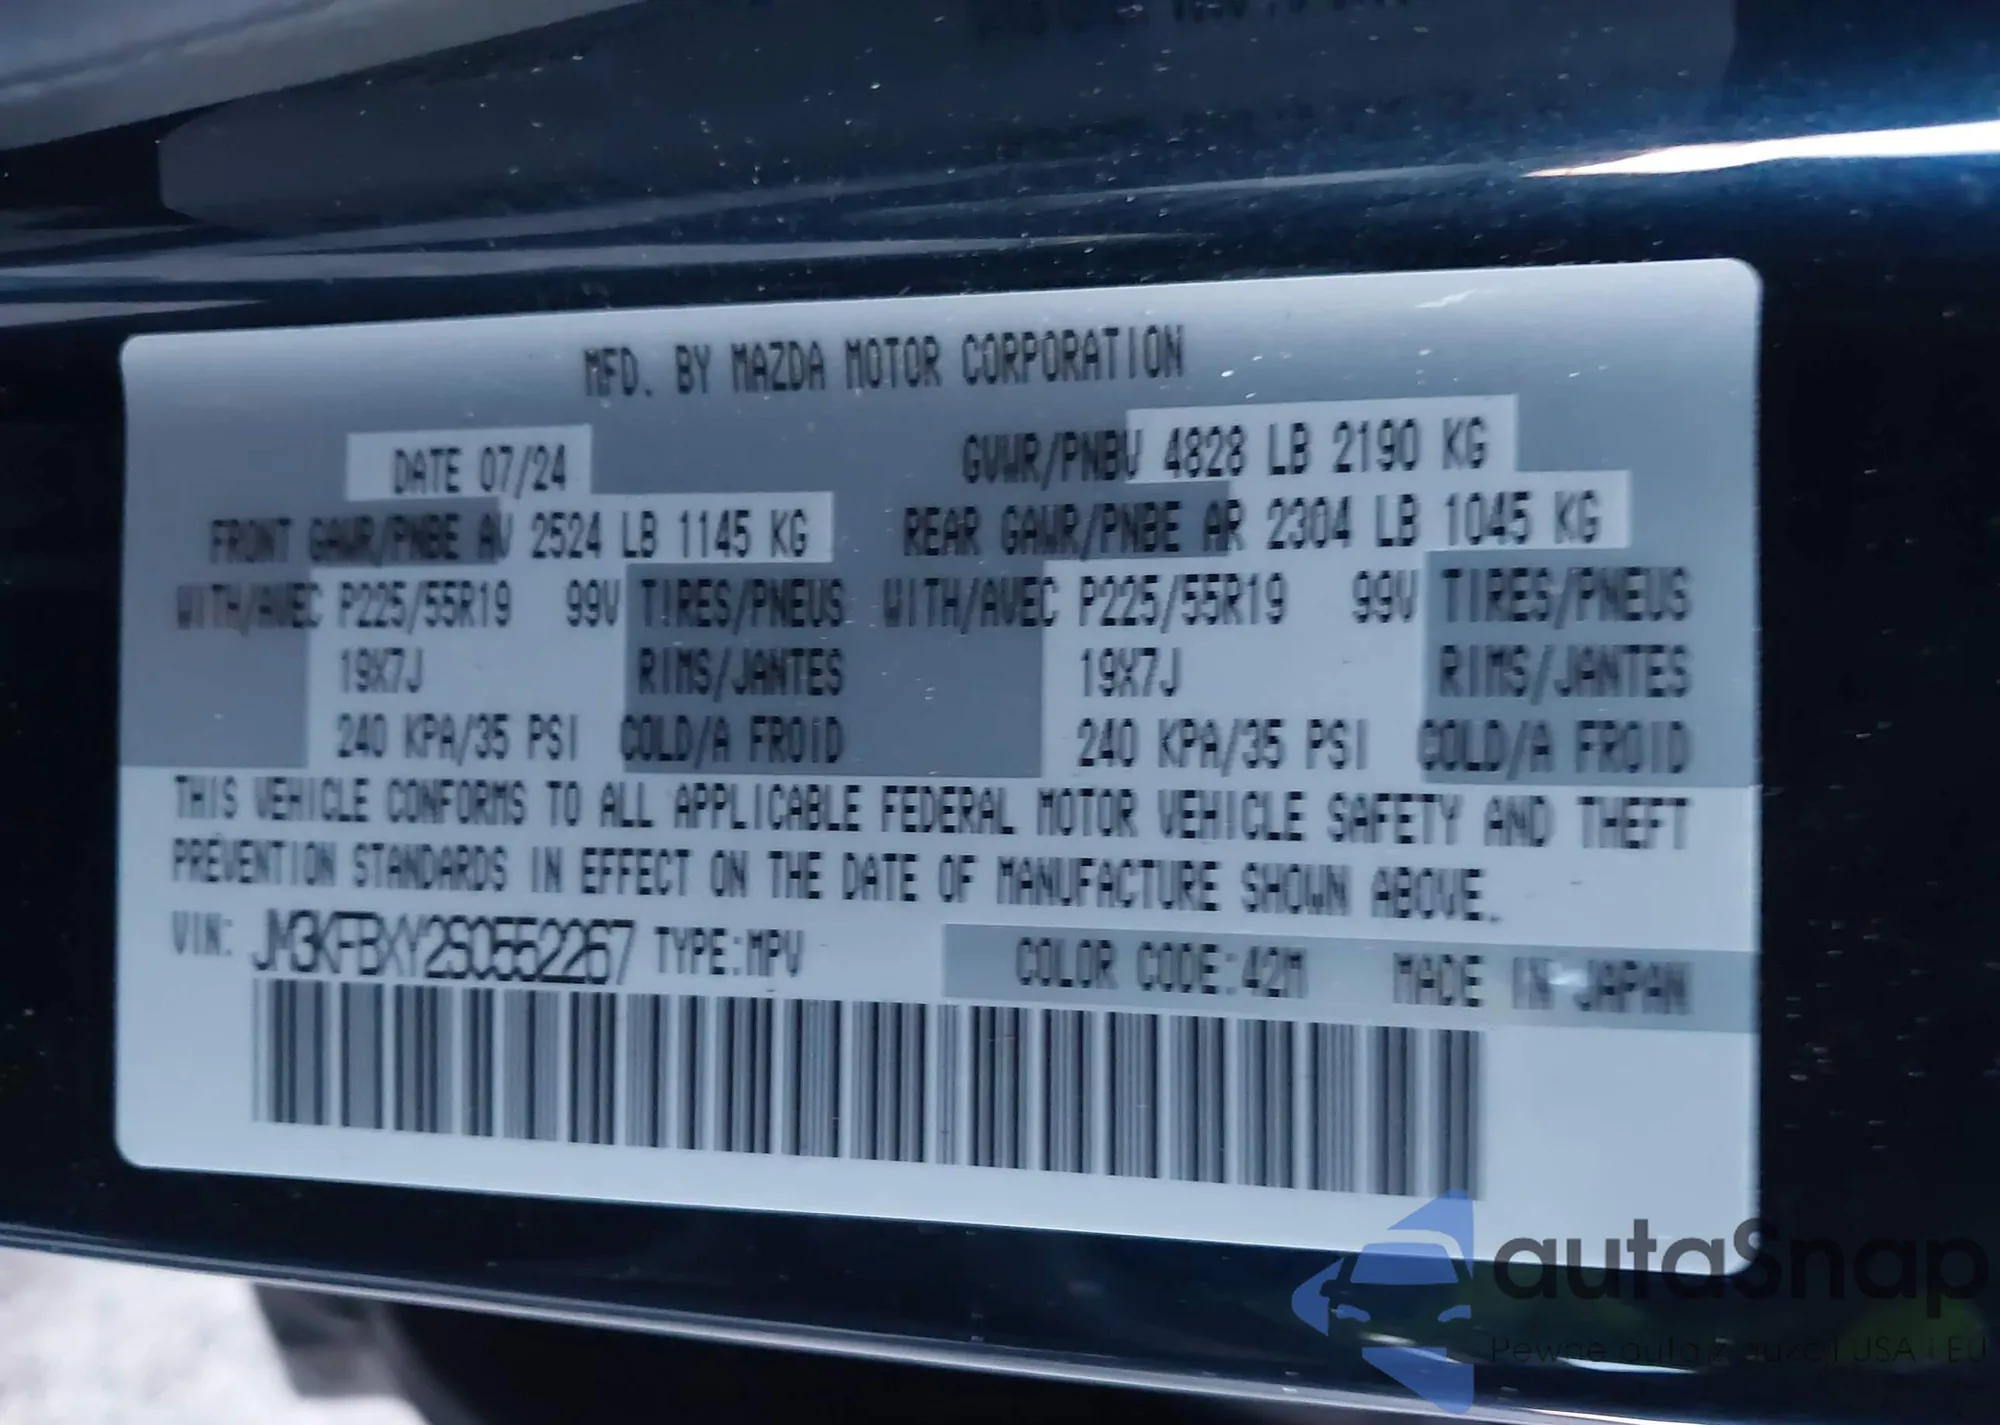 MFD. BY MAZDA MOTOR CORPORATION
DATE 07/24 GVWR/PNBV 4828 LB 2190 KG
FRONT GAWR/PNBE AV 2524 LB 1145 KG REAR GAWR/PNBE AR 2304 LB 1045 KG
WITH/AVEC P225/55R19 99V TIRES/PNEUS WITH/AVEC P225/55R19 99V TIRES/PNEUS
19X7J RIMS/JANTES 19X7J RIMS/JANTES
240 KPA/35 PSI COLD/A FROID 240 KPA/35 PSI COLD/A FROID
THIS VEHICLE CONFORMS TO ALL APPLICABLE FEDERAL MOTOR VEHICLE SAFETY AND THEFT
PREVENTION STANDARDS IN EFFECT ON THE DATE OF MANUFACTURE SHOWN ABOVE.
VIN: JM3KFBXY2S0552267 TYPE:MPV COLOR CODE:42M MADE IN JAPAN
autaSnap
Pewne auta z aukcji USA i EU